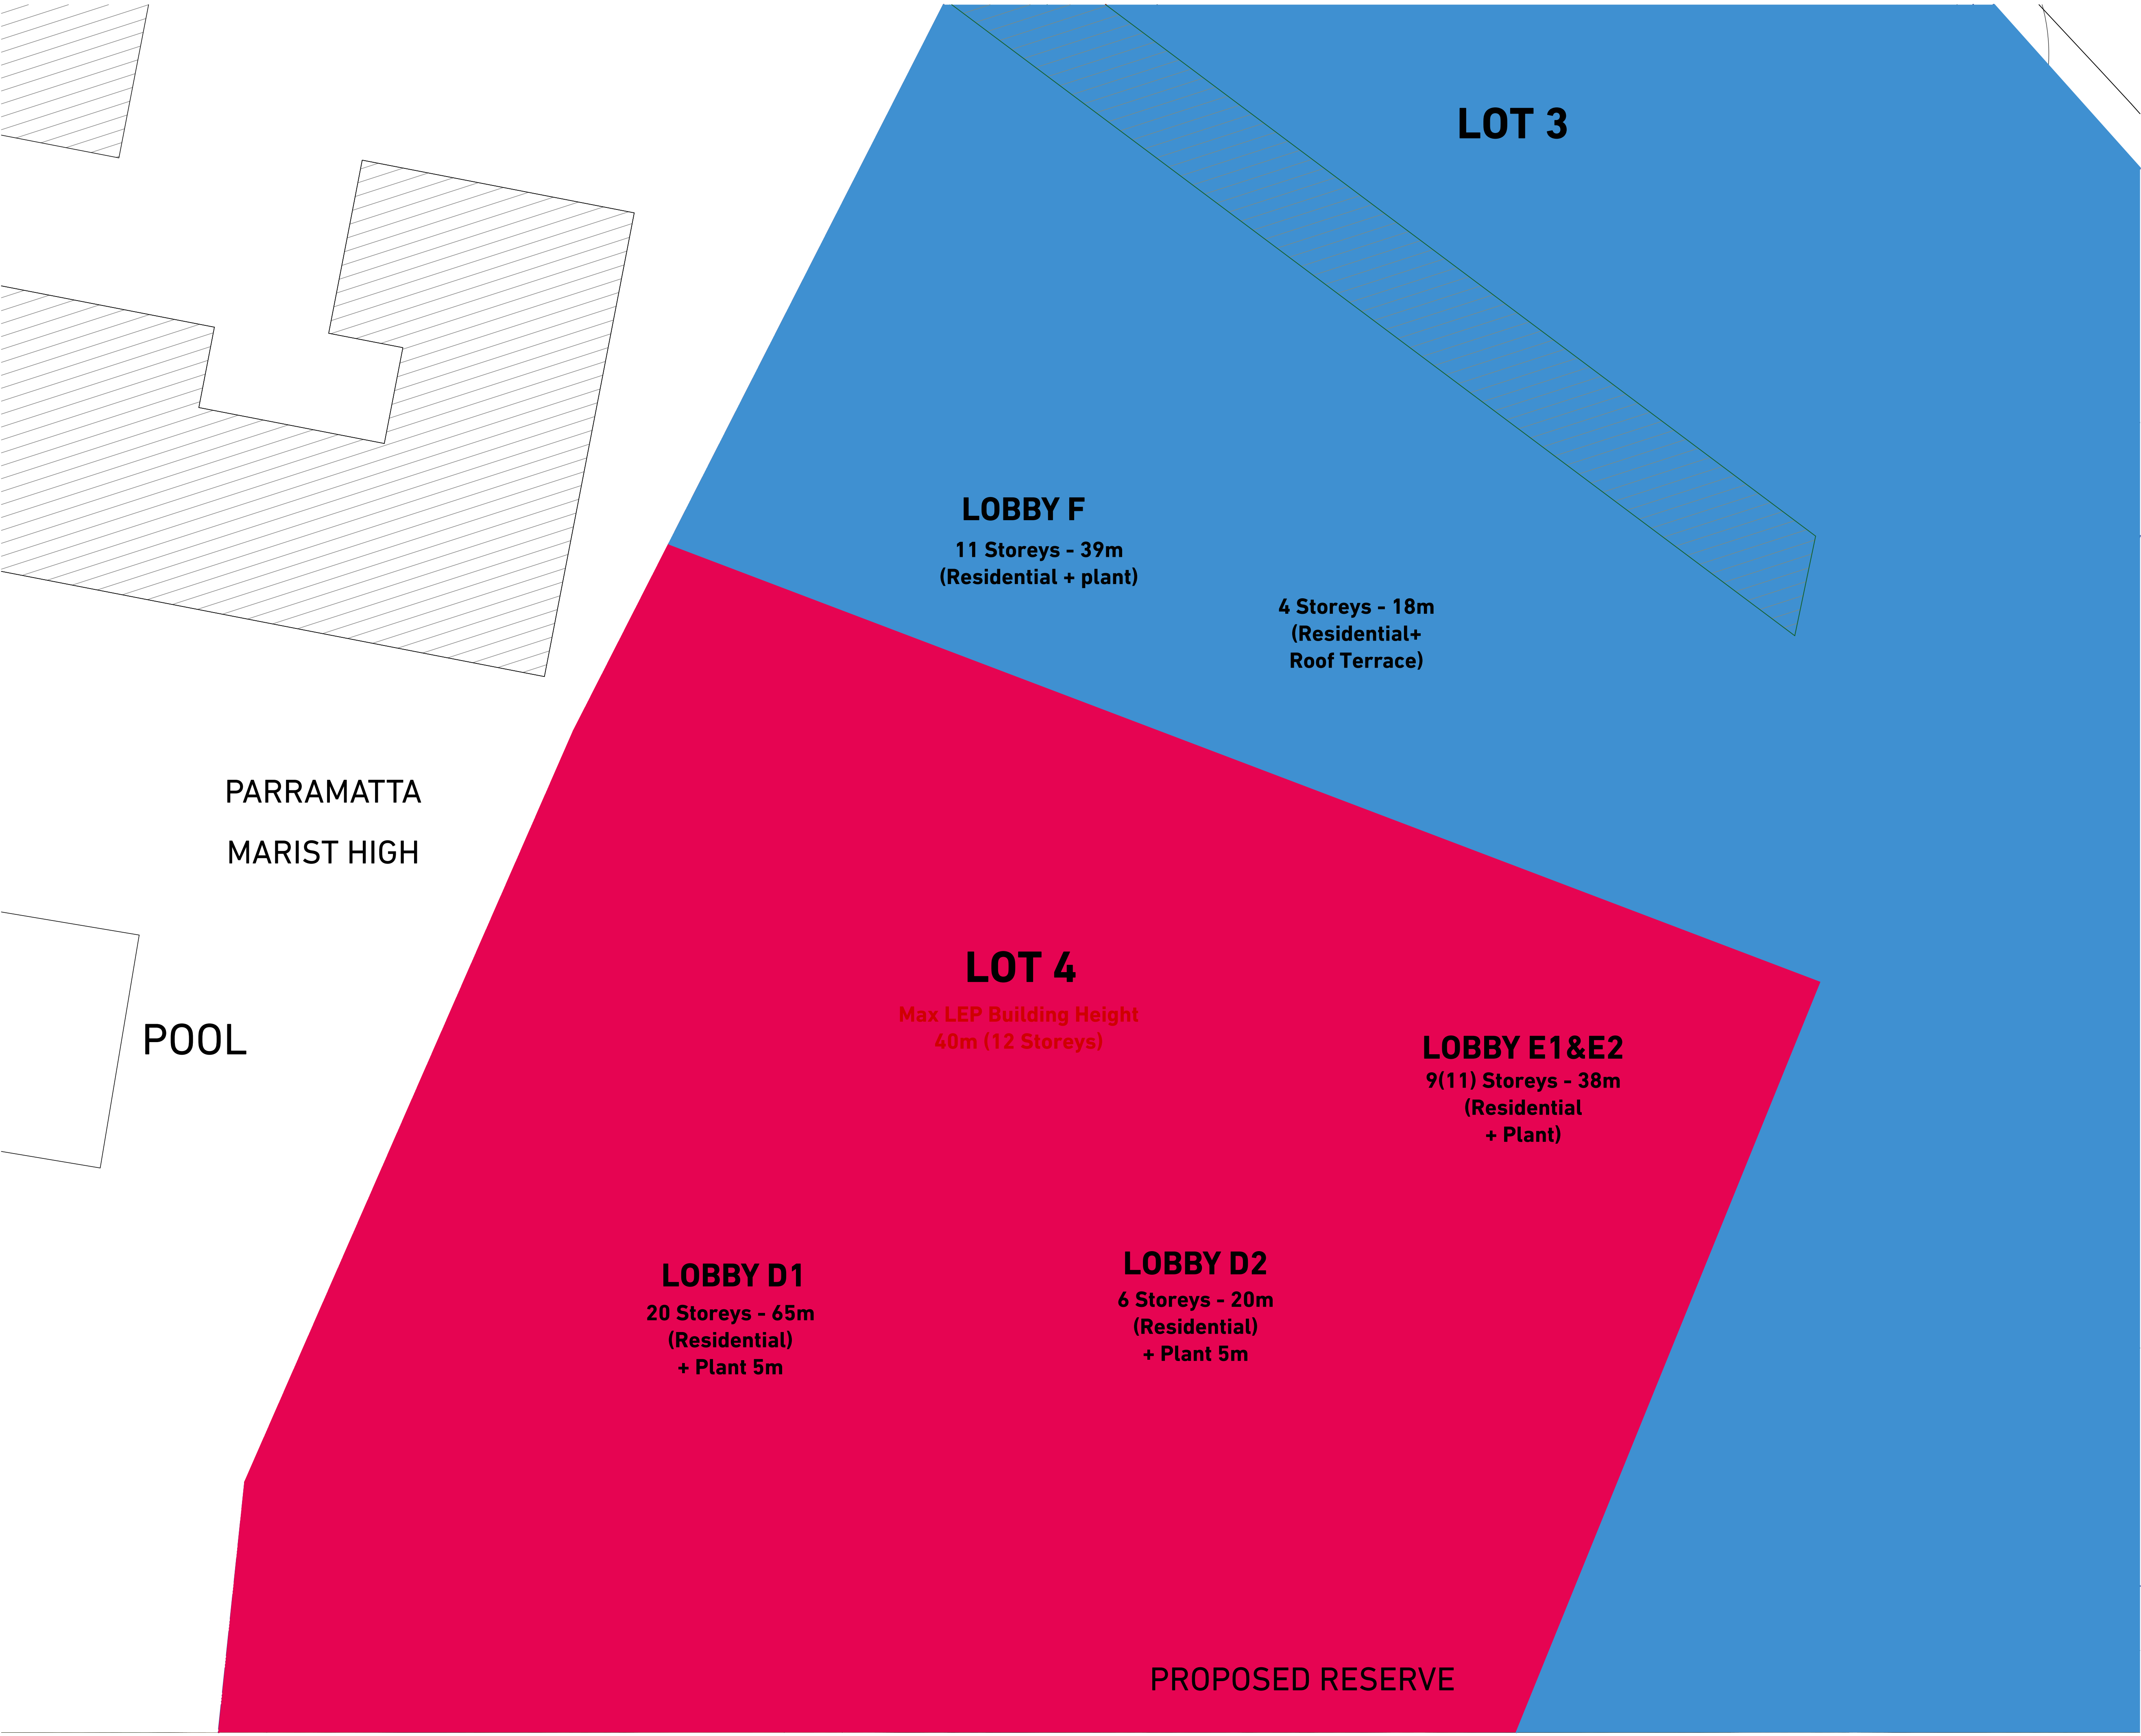 LOT 3
LOBBY F
11 Storeys - 39m
(Residential + plant)
4 Storeys - 18m
(Residential+
Roof Terrace)
PARRAMATTA
MARIST HIGH
POOL
LOT 4
Max LEP Building Height
40m (12 Storeys)
LOBBY E1&E2
9(11) Storeys - 38m
(Residential
+ Plant)
LOBBY D1
20 Storeys - 65m
(Residential)
+ Plant 5m
LOBBY D2
6 Storeys - 20m
(Residential)
+ Plant 5m
PROPOSED RESERVE